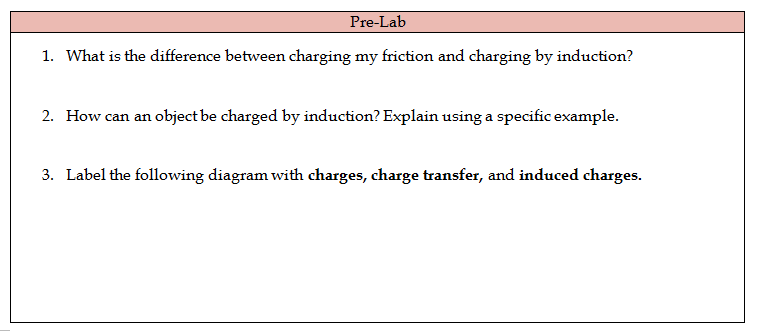 Pre-Lab
1. What is the difference between charging my friction and charging by induction?
2. How can an object be charged by induction? Explain using a specific example.
3. Label the following diagram with charges, charge transfer, and induced charges.